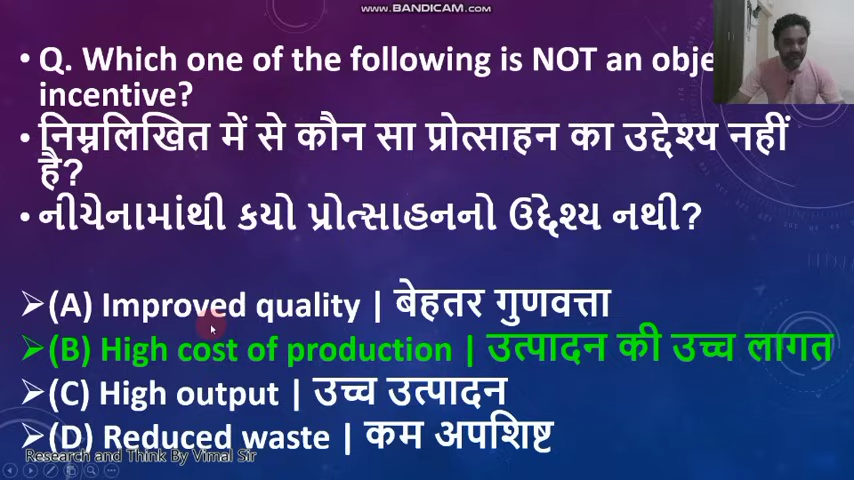 www.BANDICAM.com
• Q. Which one of the following is NOT an
incentive?
• निम्नलिखित में से कौन सा प्रोत्साहन का उद्देश्य नहीं
है?
• નીચેનામાંથી કયો પ્રોત્સાહનનો ઉદ્દેશ્ય નથી?
➢(A) Improved quality | बेहतर गुणवत्ता
➢(B) High cost of production | उत्पादन की उच्च लागत
➢(C) High output | उच्च उत्पादन
➢(D) Reduced waste | कम अपशिष्ट
Research and Think By Vimal Sir